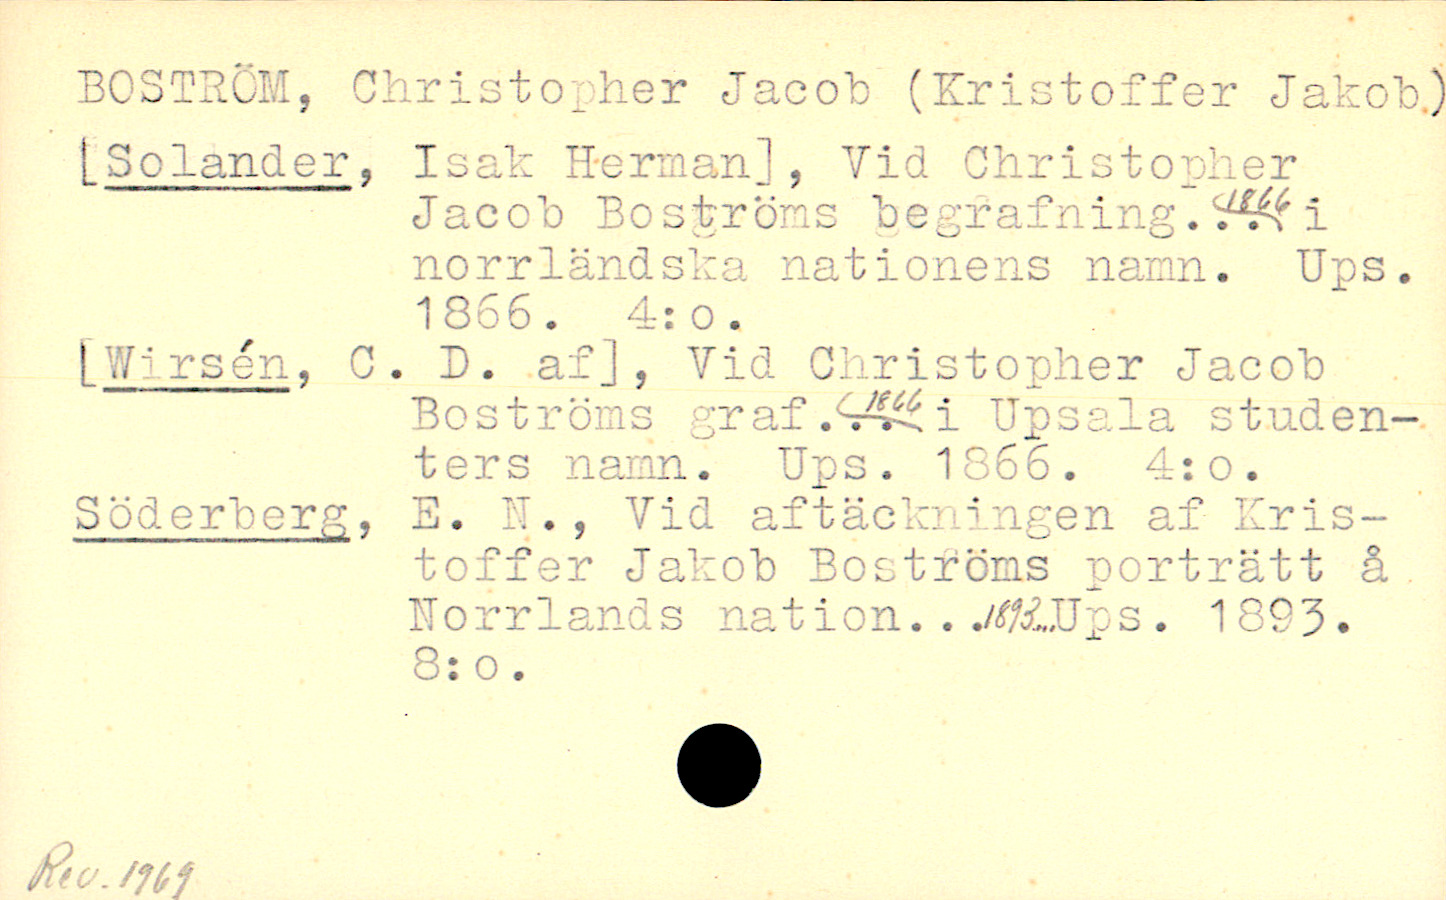 BOSTRÖM, Christopher Jacob (Kristoffer Jakob)
[Solander, Isak Herman], Vid Christopher
Jacob Boströms begrafning...1866 i
norrländska nationens namn. Ups.
1866. 4:o.
[Wirsén, C. D. af], Vid Christopher Jacob
Boströms graf...1866 i Upsala studen-
ters namn. Ups. 1866. 4:o.
Söderberg, E. N., Vid aftäckningen af Kris-
toffer Jakob Boströms porträtt å
Norrlands nation...1893...Ups. 1893.
8:o.
Rev. 1969